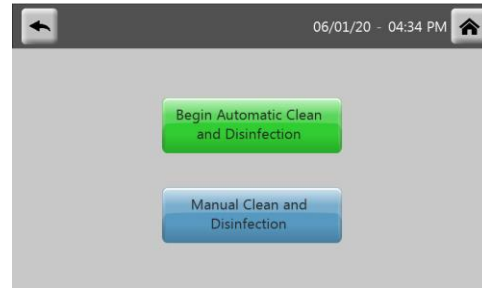 06/01/20 - 04:34 PM
Begin Automatic Clean
and Disinfection
Manual Clean and
Disinfection